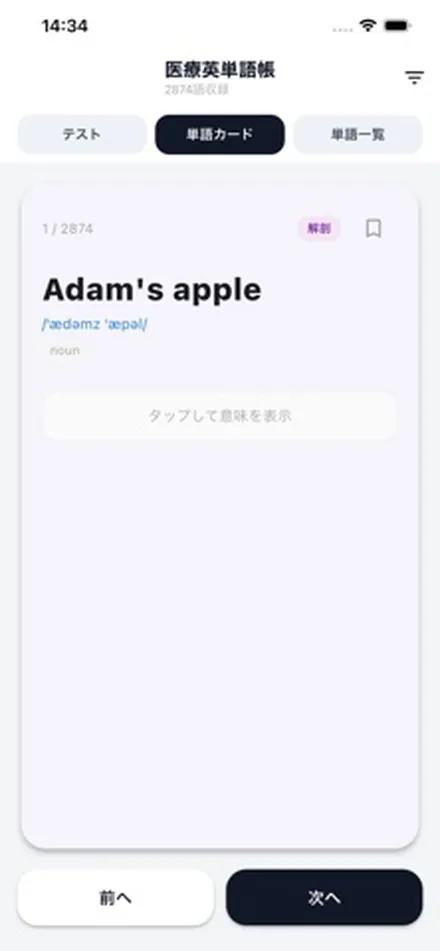 14:34
医療英単語帳
2874語収録
テスト
単語カード
単語一覧
1 / 2874
解剖
Adam's apple
/ˈædəmz ˈæpəl/
noun
タップして意味を表示
前へ
次へ